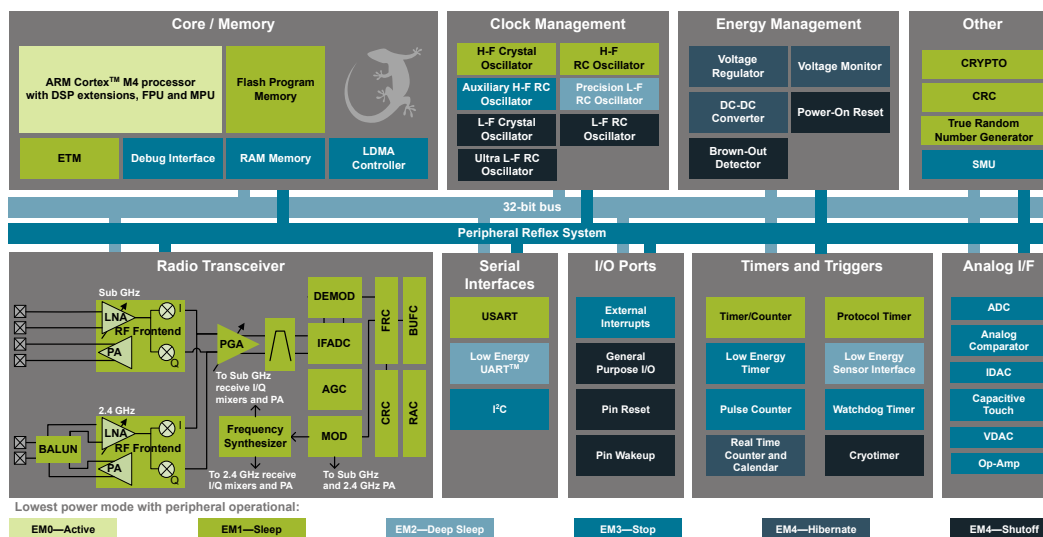 Core / Memory
ARM Cortex™ M4 processor
with DSP extensions, FPU and MPU
Flash Program
Memory
ETM
Debug Interface
RAM Memory
LDMA
Controller
Clock Management
H-F Crystal
Oscillator
H-F
RC Oscillator
Auxiliary H-F RC
Oscillator
Precision L-F
RC Oscillator
L-F Crystal
Oscillator
L-F RC
Oscillator
Ultra L-F RC
Oscillator
Energy Management
Voltage
Regulator
Voltage Monitor
DC-DC
Converter
Power-On Reset
Brown-Out
Detector
Other
CRYPTO
CRC
True Random
Number Generator
SMU
32-bit bus
Peripheral Reflex System
Radio Transceiver
Sub GHz
LNA
I
RF Frontend
PA
Q
PGA
DEMOD
IFADC
AGC
MOD
FRC
BUFC
CRC
RAC
To Sub GHz
receive I/Q
mixers and PA
Frequency
Synthesizer
2.4 GHz
LNA
I
BALUN
RF Frontend
PA
Q
To 2.4 GHz receive
I/Q mixers and PA
To Sub GHz
and 2.4 GHz PA
Serial
Interfaces
USART
Low Energy
UART™
I²C
I/O Ports
External
Interrupts
General
Purpose I/O
Pin Reset
Pin Wakeup
Timers and Triggers
Timer/Counter
Protocol Timer
Low Energy
Timer
Low Energy
Sensor Interface
Pulse Counter
Watchdog Timer
Real Time
Counter and
Calendar
Cryotimer
Analog I/F
ADC
Analog
Comparator
IDAC
Capacitive
Touch
VDAC
Op-Amp
Lowest power mode with peripheral operational:
EM0—Active
EM1—Sleep
EM2—Deep Sleep
EM3—Stop
EM4—Hibernate
EM4—Shutoff